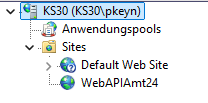 KS30 (KS30\pkeyn)
Anwendungspools
Sites
Default Web Site
WebAPIAmt24